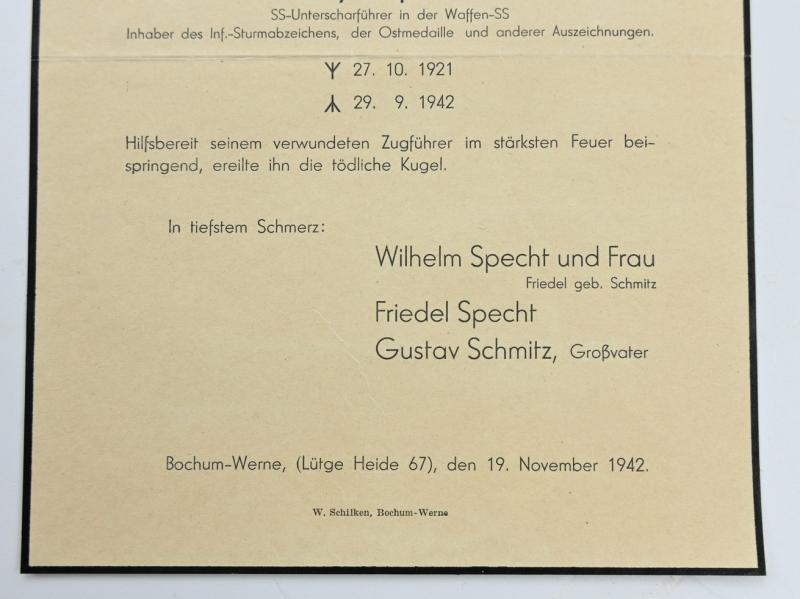 SS-Unterscharführer in der Waffen-SS
Inhaber des Inf.-Sturmabzeichens, der Ostmedaille und anderer Auszeichnungen.
ᛉ 27. 10. 1921
ᛦ 29. 9. 1942
Hilfsbereit seinem verwundeten Zugführer im stärksten Feuer bei-
springend, ereilte ihn die tödliche Kugel.
In tiefstem Schmerz:
Wilhelm Specht und Frau
Friedel geb. Schmitz
Friedel Specht
Gustav Schmitz, Großvater
Bochum-Werne, (Lütge Heide 67), den 19. November 1942.
W. Schilken, Bochum-Werne